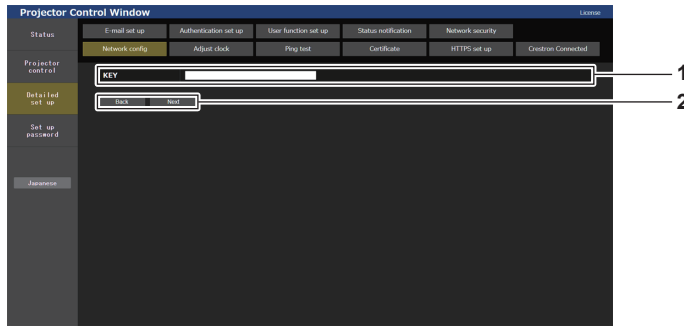 Projector Control Window
License
Status
E-mail set up
Authentication set up
User function set up
Status notification
Network security
Network config
Adjust clock
Ping test
Certificate
HTTPS set up
Crestron Connected
Projector
control
Detailed
set up
Set up
password
Japanese
KEY
1
Back
Next
2